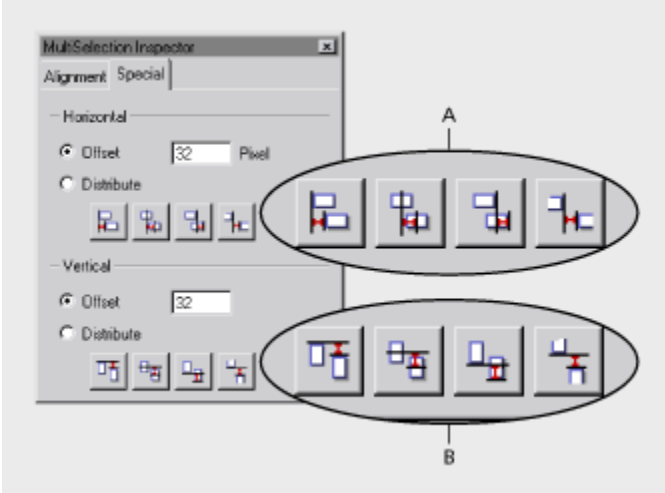 MultiSelection Inspector
Alignment Special
Horizontal
Offset 32 Pixel
Distribute
A
Vertical
Offset 32
Distribute
B